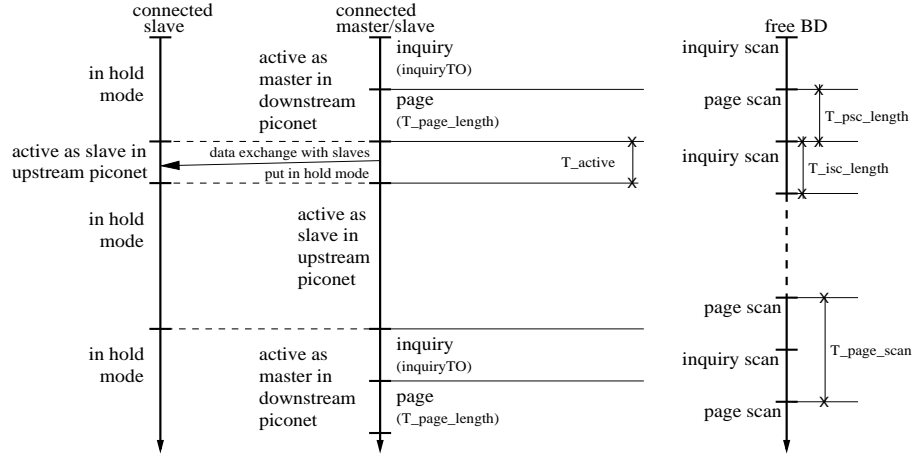 connected
slave
connected
master/slave
free BD
in hold
mode
active as
master in
downstream
piconet
inquiry
(inquiryTO)
page
(T_page_length)
inquiry scan
page scan
T_psc_length
active as slave in
upstream piconet
data exchange with slaves
put in hold mode
T_active
inquiry scan
T_isc_length
in hold
mode
active as
slave in
upstream
piconet
page scan
in hold
mode
active as
master in
downstream
piconet
inquiry
(inquiryTO)
page
(T_page_length)
inquiry scan
T_page_scan
page scan